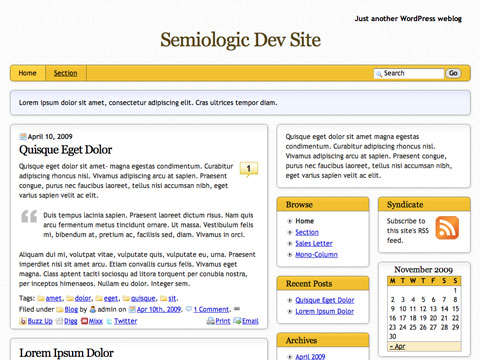 Just another WordPress weblog
Semiologic Dev Site
Home
Section
Search
Go
Lorem ipsum dolor sit amet, consectetur adipiscing elit. Cras ultrices tempor diam.
April 10, 2009
Quisque Eget Dolor
1
Quisque eget dolor sit amet- magna egestas condimentum. Curabitur
adipiscing rhoncus nisl. Vivamus adipiscing arcu at sapien. Praesent
congue, purus nec faucibus laoreet, tellus nisi accumsan nibh, eget
varius sapien velit ac elit.
Duis tempus lacinia sapien. Praesent laoreet dictum risus. Nam quis
arcu fermentum metus tincidunt ornare. Ut massa. Vestibulum felis
mi, bibendum at, pretium ac, facilisis sed, diam. Vivamus in orci.
Aliquam dui mi, volutpat vitae, vulputate quis, vulputate eu, urna. Praesent
imperdiet nisi sit amet arcu. Etiam convallis cursus felis. Vivamus eget
magna. Class aptent taciti sociosqu ad litora torquent per conubia nostra,
per inceptos himenaeos. Nullam eu dolor. Integer sem.
Tags: amet, dolor, eget, quisque, sit.
Filed under Blog by admin on Apr 10th, 2009. 1 Comment.
Buzz Up Digg Mixx Twitter Print Email
Lorem Ipsum Dolor
Quisque eget dolor sit amet magna egestas
condimentum. Curabitur adipiscing rhoncus nisl.
Vivamus adipiscing arcu at sapien. Praesent
congue, purus nec faucibus laoreet, tellus nisi
accumsan nibh, eget varius sapien velit ac elit.
Browse
Home
Section
Sales Letter
Mono-Column
Recent Posts
Quisque Eget Dolor
Lorem Ipsum Dolor
Archives
April 2009
Syndicate
Subscribe to
this site's RSS
feed.
November 2009
M T W T F S S
1
2 3 4 5 6 7 8
9 10 11 12 13 14 15
16 17 18 19 20 21 22
23 24 25 26 27 28 29
30
« Apr